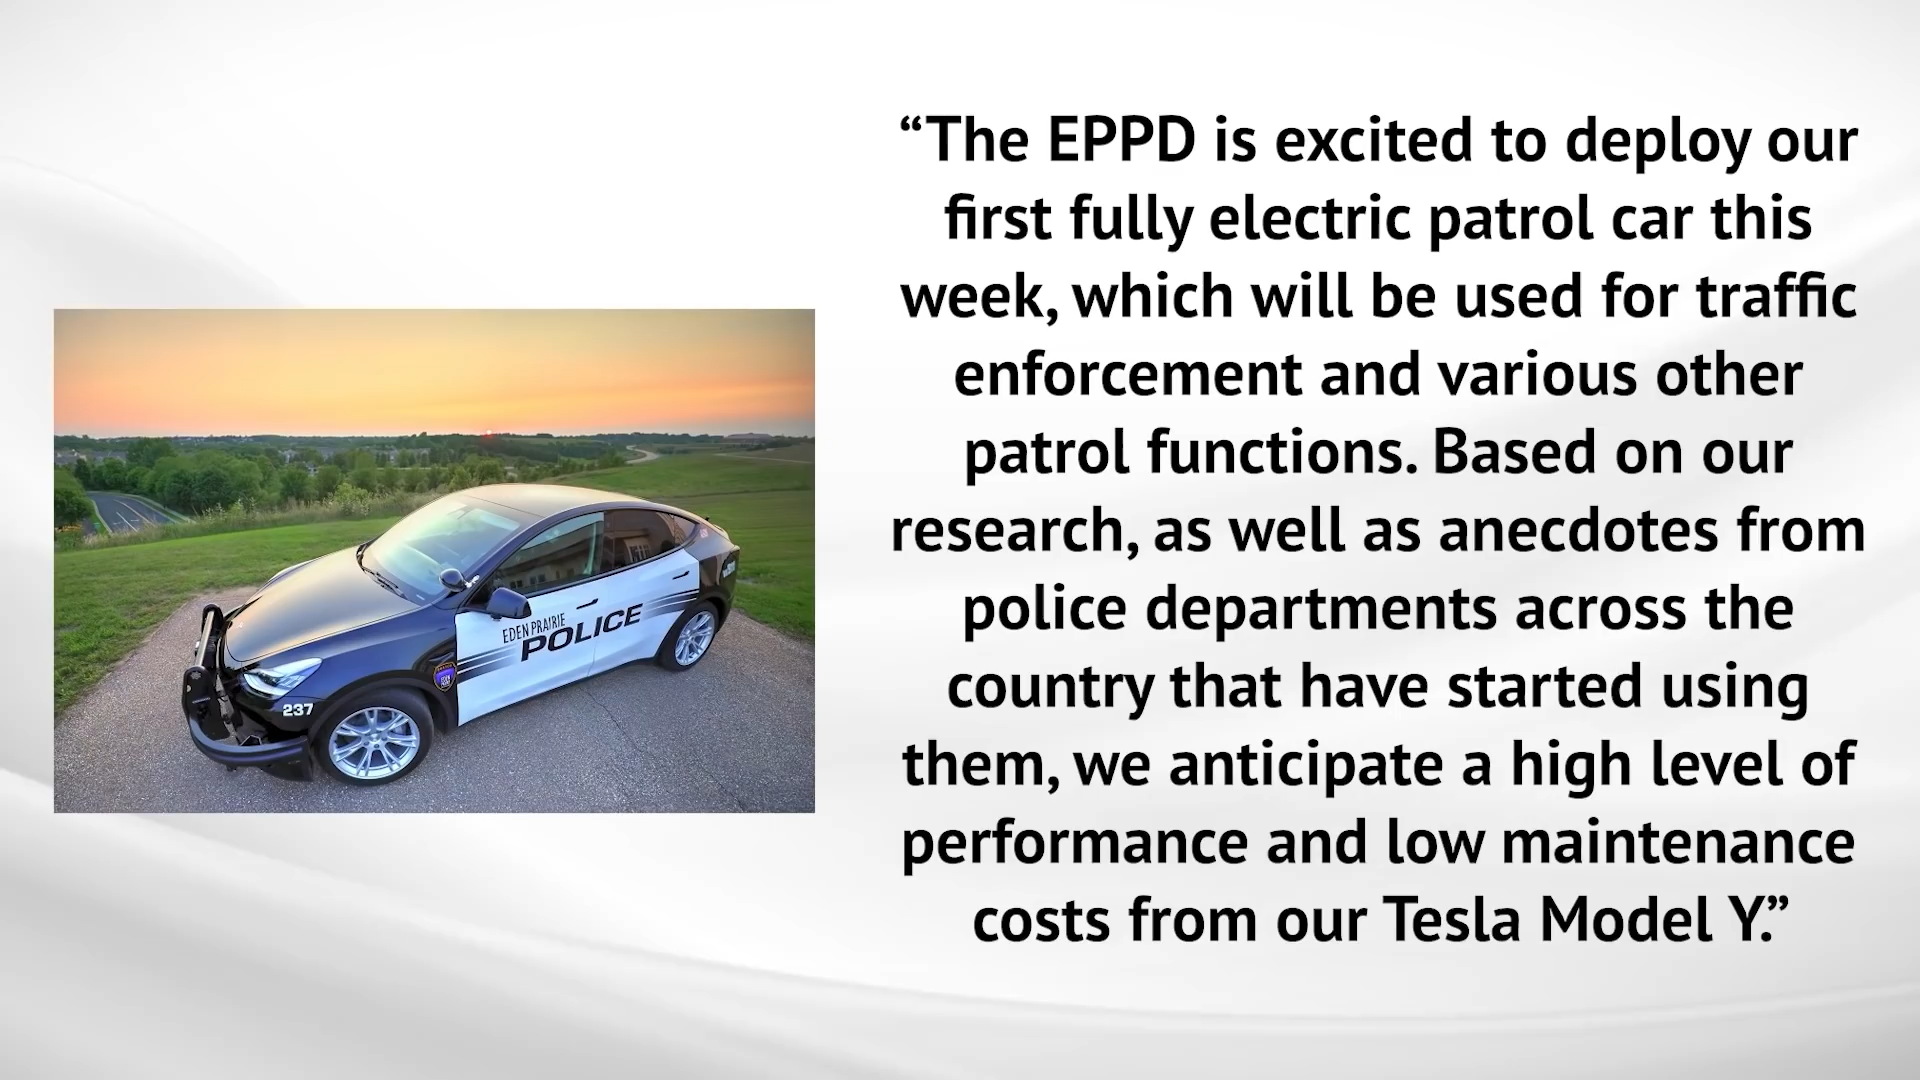 “The EPPD is excited to deploy our
first fully electric patrol car this
week, which will be used for traffic
enforcement and various other
patrol functions. Based on our
research, as well as anecdotes from
police departments across the
country that have started using
them, we anticipate a high level of
performance and low maintenance
costs from our Tesla Model Y.”
EDEN PRAIRIE
POLICE
237